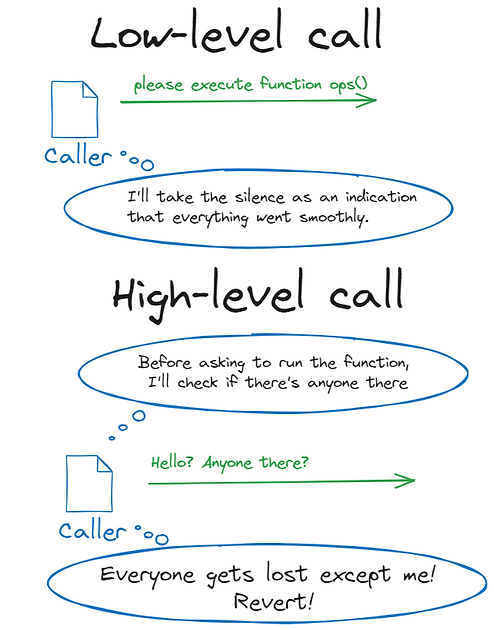 Low-level call
please execute function ops()
Caller
I'll take the silence as an indication
that everything went smoothly.
High-level call
Before asking to run the function,
I'll check if there's anyone there
Hello? Anyone there?
Caller
Everyone gets lost except me!
Revert!